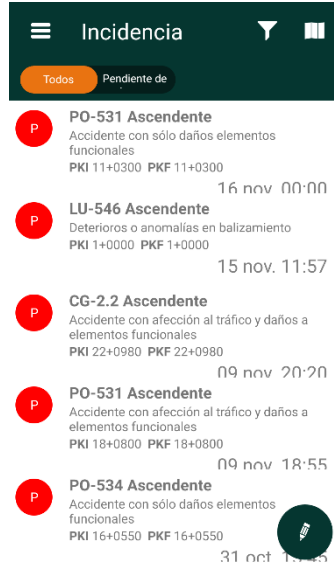 Incidencia
Todos
Pendiente de
P
PO-531 Ascendente
Accidente con sólo daños elementos
funcionales
PKI 11+0300 PKF 11+0300
16 nov. 00:00
P
LU-546 Ascendente
Deterioros o anomalías en balizamiento
PKI 1+0000 PKF 1+0000
15 nov. 11:57
P
CG-2.2 Ascendente
Accidente con afección al tráfico y daños a
elementos funcionales
PKI 22+0980 PKF 22+0980
09 nov. 20:20
P
PO-531 Ascendente
Accidente con afección al tráfico y daños a
elementos funcionales
PKI 18+0800 PKF 18+0800
09 nov. 18:55
P
PO-534 Ascendente
Accidente con sólo daños elementos
funcionales
PKI 16+0550 PKF 16+0550
31 oct.